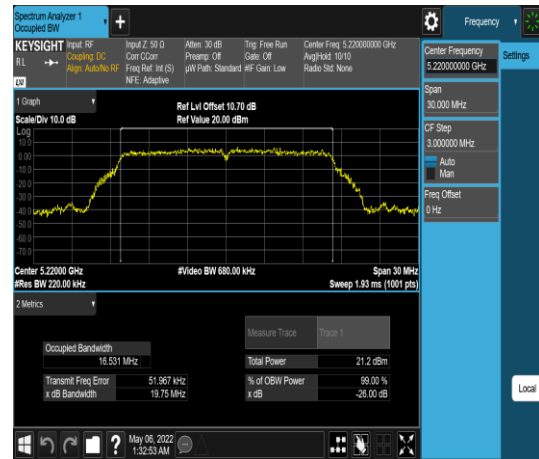 Spectrum Analyzer 1
Occupied BW
Frequency
KEYSIGHT
RL
LXI
Input: RF
Coupling: DC
Align: Auto/No RF
Input Z: 50 Ω
Corr CCorr
Freq Ref: Int (S)
NFE: Adaptive
Atten: 30 dB
Preamp: Off
µW Path: Standard
Trig: Free Run
Gate: Off
#IF Gain: Low
Center Freq: 5.220000000 GHz
Avg|Hold: 10/10
Radio Std: None
Center Frequency
5.220000000 GHz
Settings
Span
30.000 MHz
CF Step
3.000000 MHz
Auto
Man
Freq Offset
0 Hz
Local
1 Graph
Scale/Div 10.0 dB
Ref Lvl Offset 10.70 dB
Ref Value 20.00 dBm
Log
10.0
0.00
-10.0
-20.0
-30.0
-40.0
-50.0
-60.0
-70.0
Center 5.22000 GHz
#Video BW 680.00 kHz
Span 30 MHz
#Res BW 220.00 kHz
Sweep 1.93 ms (1001 pts)
2 Metrics
Measure Trace
Trace 1
Occupied Bandwidth
16.531 MHz
Total Power
21.2 dBm
Transmit Freq Error
51.967 kHz
% of OBW Power
99.00 %
x dB Bandwidth
19.75 MHz
x dB
-26.00 dB
May 06, 2022
1:32:53 AM